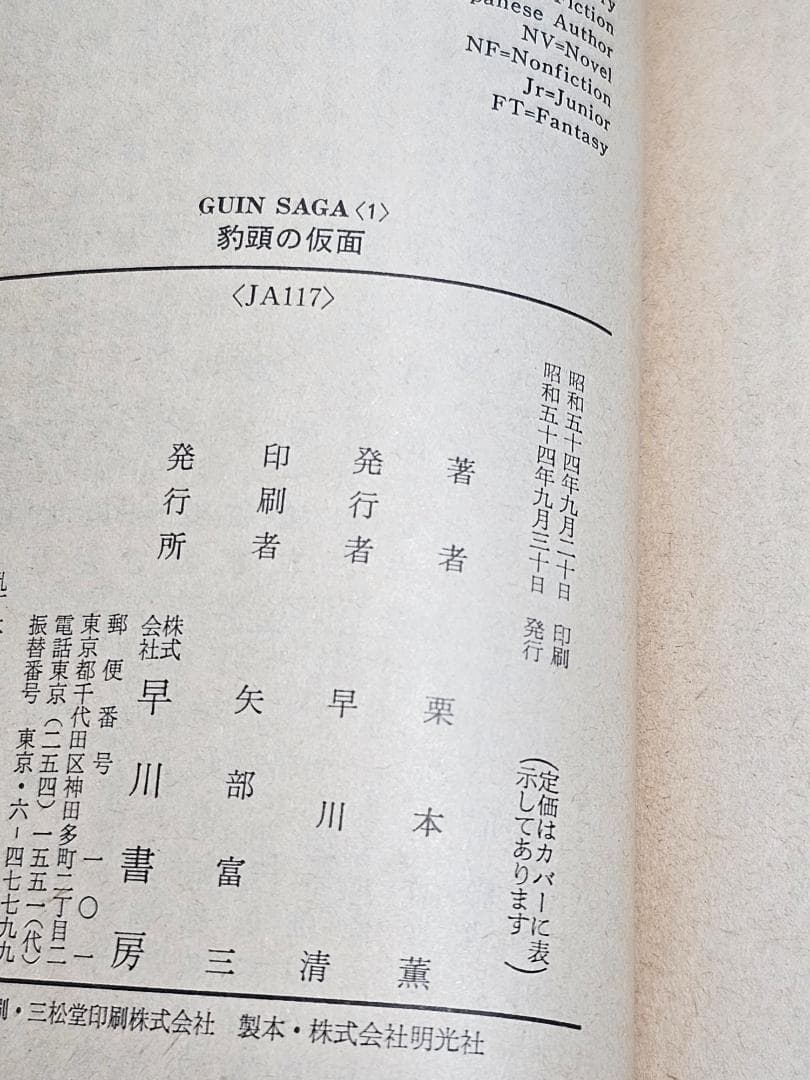 Fiction
Japanese Author
NV=Novel
NF=Nonfiction
Jr=Junior
FT=Fantasy
GUIN SAGA〈1〉
豹頭の仮面
〈JA117〉
昭和五十四年九月二十日 印刷
昭和五十四年九月三十日 発行
(定価はカバーに表示してあります)
著者 栗本薫
発行者 早川清
印刷者 矢部富三
発行所 株式会社 早川書房
郵便番号 一〇一
東京都千代田区神田多町二丁目二
電話東京(二五四)一五五一(代)
振替番号 東京・六-四七七九九
刷・三松堂印刷株式会社 製本・株式会社明光社